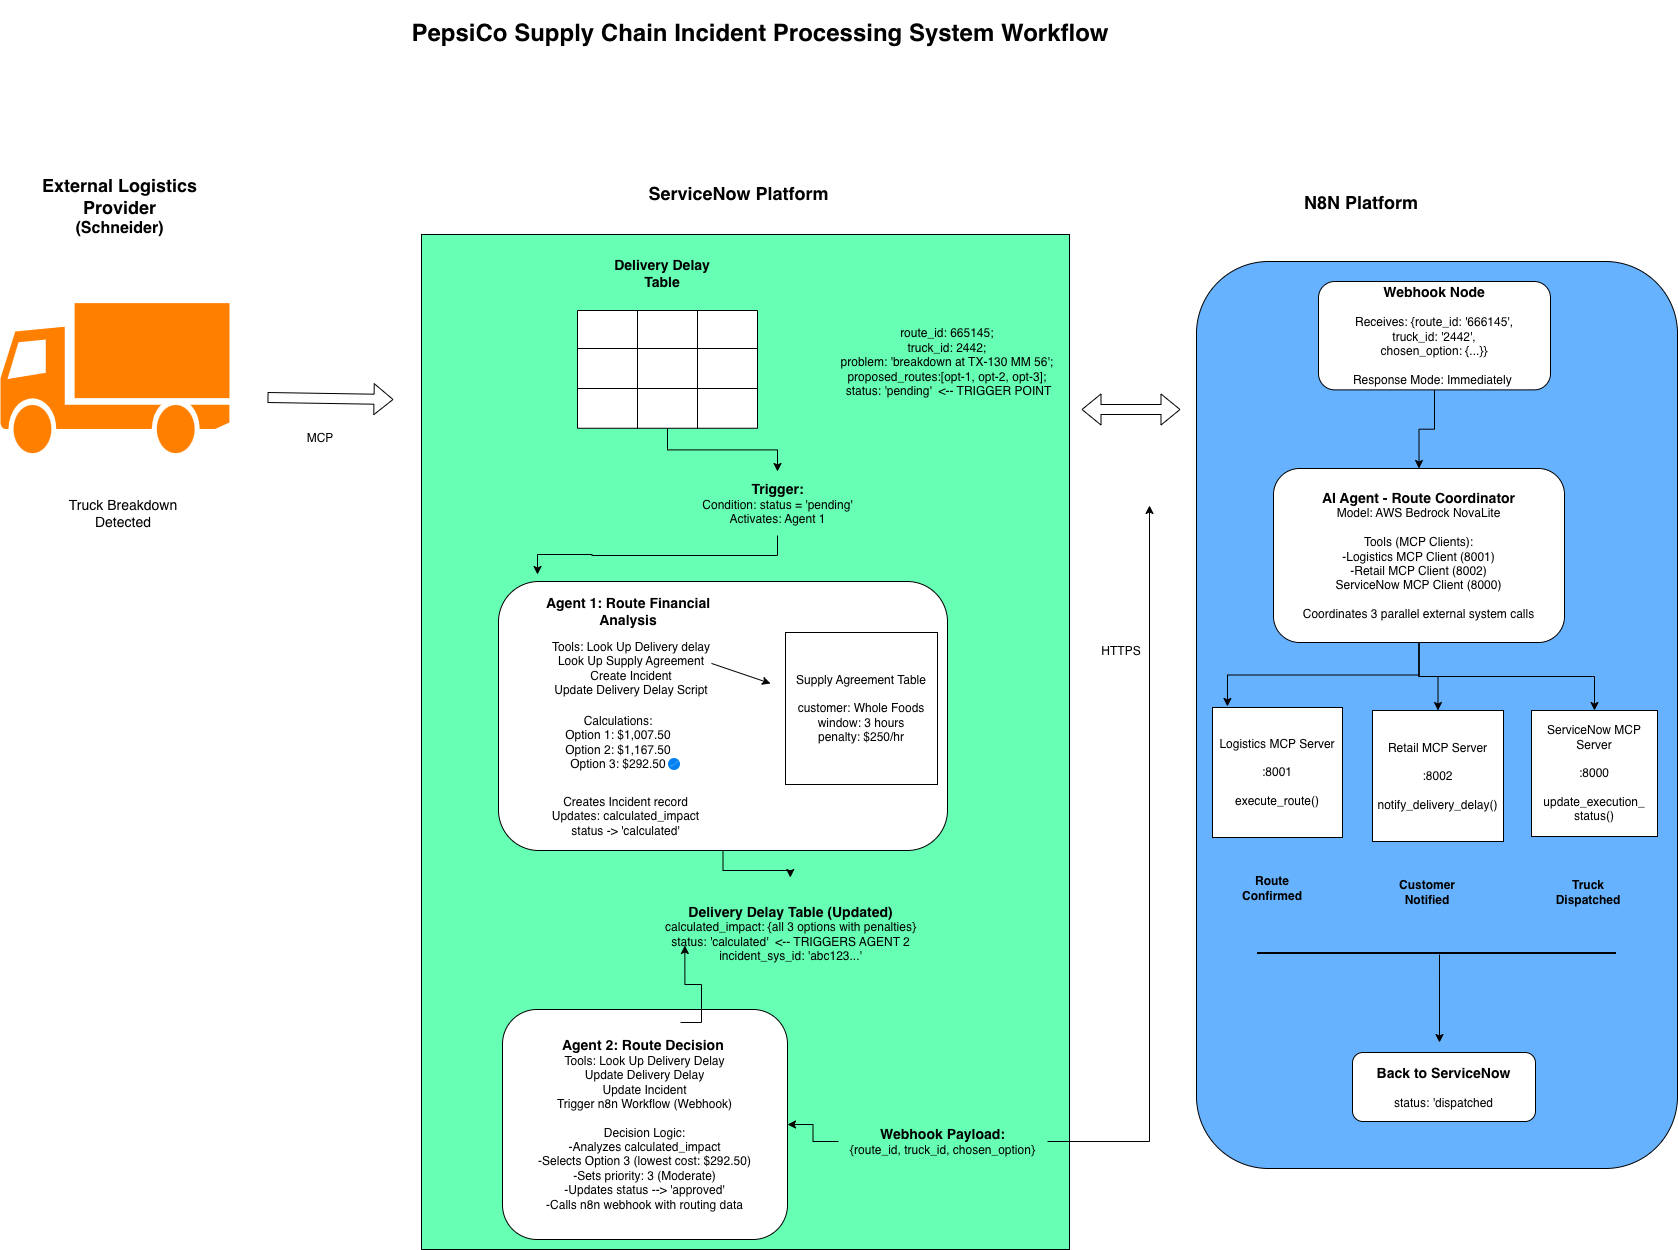 PepsiCo Supply Chain Incident Processing System Workflow
External Logistics
Provider
(Schneider)
MCP
Truck Breakdown
Detected
ServiceNow Platform
Delivery Delay
Table
route_id: 665145;
truck_id: 2442;
problem: 'breakdown at TX-130 MM 56';
proposed_routes:[opt-1, opt-2, opt-3];
status: 'pending'  <-- TRIGGER POINT
Trigger:
Condition: status = 'pending'
Activates: Agent 1
Agent 1: Route Financial
Analysis
Tools: Look Up Delivery delay
Look Up Supply Agreement
Create Incident
Update Delivery Delay Script
Calculations:
Option 1: $1,007.50
Option 2: $1,167.50
Option 3: $292.50
Creates Incident record
Updates: calculated_impact
status -> 'calculated'
Supply Agreement Table
customer: Whole Foods
window: 3 hours
penalty: $250/hr
Delivery Delay Table (Updated)
calculated_impact: {all 3 options with penalties}
status: 'calculated'  <-- TRIGGERS AGENT 2
incident_sys_id: 'abc123...'
Agent 2: Route Decision
Tools: Look Up Delivery Delay
Update Delivery Delay
Update Incident
Trigger n8n Workflow (Webhook)
Decision Logic:
-Analyzes calculated_impact
-Selects Option 3 (lowest cost: $292.50)
-Sets priority: 3 (Moderate)
-Updates status --> 'approved'
-Calls n8n webhook with routing data
Webhook Payload:
{route_id, truck_id, chosen_option}
HTTPS
N8N Platform
Webhook Node
Receives: {route_id: '666145',
truck_id: '2442',
chosen_option: {...}}
Response Mode: Immediately
AI Agent - Route Coordinator
Model: AWS Bedrock NovaLite
Tools (MCP Clients):
-Logistics MCP Client (8001)
-Retail MCP Client (8002)
ServiceNow MCP Client (8000)
Coordinates 3 parallel external system calls
Logistics MCP Server
:8001
execute_route()
Retail MCP Server
:8002
notify_delivery_delay()
ServiceNow MCP
Server
:8000
update_execution_
status()
Route
Confirmed
Customer
Notified
Truck
Dispatched
Back to ServiceNow
status: 'dispatched